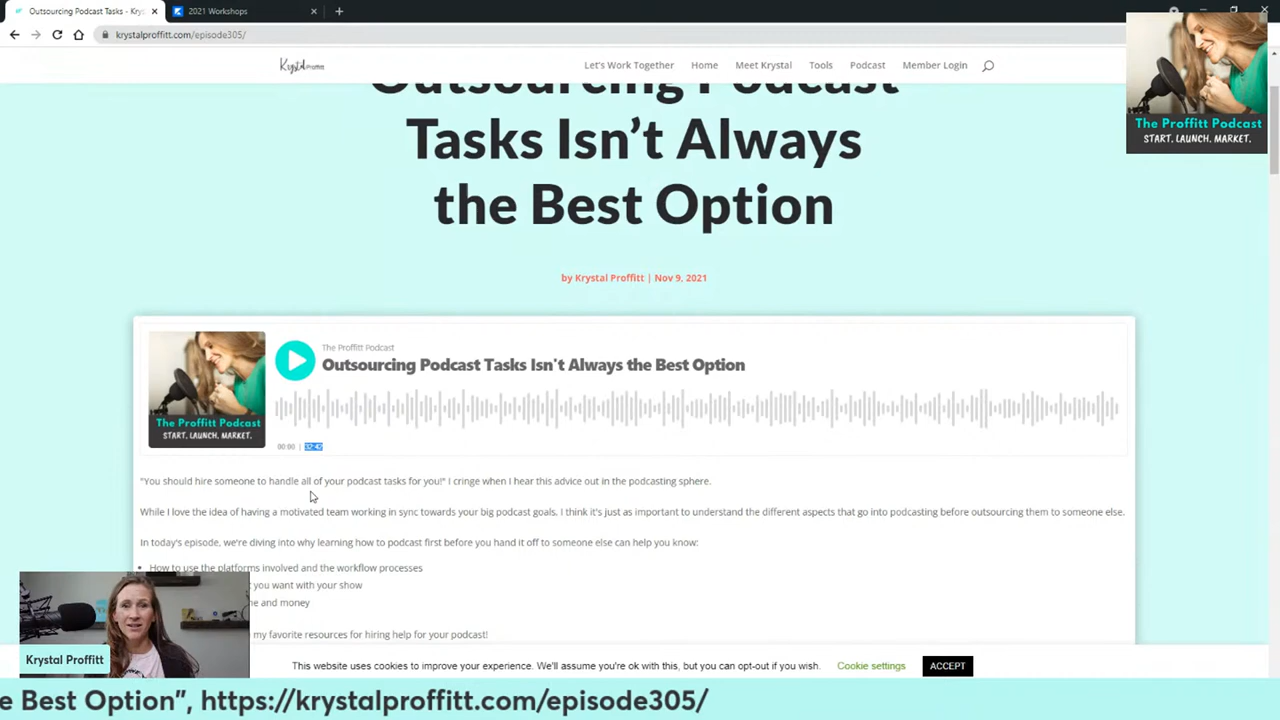 Outsourcing Podcast Tasks - Kry
2021 Workshops
krystalproffitt.com/episode305/
Krystal Proffitt
Let's Work Together
Home
Meet Krystal
Tools
Podcast
Member Login
The Proffitt Podcast
START. LAUNCH. MARKET.
Outsourcing Podcast
Tasks Isn't Always
the Best Option
by Krystal Proffitt | Nov 9, 2021
The Proffitt Podcast
Outsourcing Podcast Tasks Isn't Always the Best Option
The Proffitt Podcast
START. LAUNCH. MARKET.
00:00 | 32:42
"You should hire someone to handle all of your podcast tasks for you!" I cringe when I hear this advice out in the podcasting sphere.
While I love the idea of having a motivated team working in sync towards your big podcast goals. I think it's just as important to understand the different aspects that go into podcasting before outsourcing them to someone else.
In today's episode, we're diving into why learning how to podcast first before you hand it off to someone else can help you know:
How to use the platforms involved and the workflow processes
you want with your show
and money
my favorite resources for hiring help for your podcast!
Krystal Proffitt
This website uses cookies to improve your experience. We'll assume you're ok with this, but you can opt-out if you wish.
Cookie settings
ACCEPT
e Best Option", https://krystalproffitt.com/episode305/